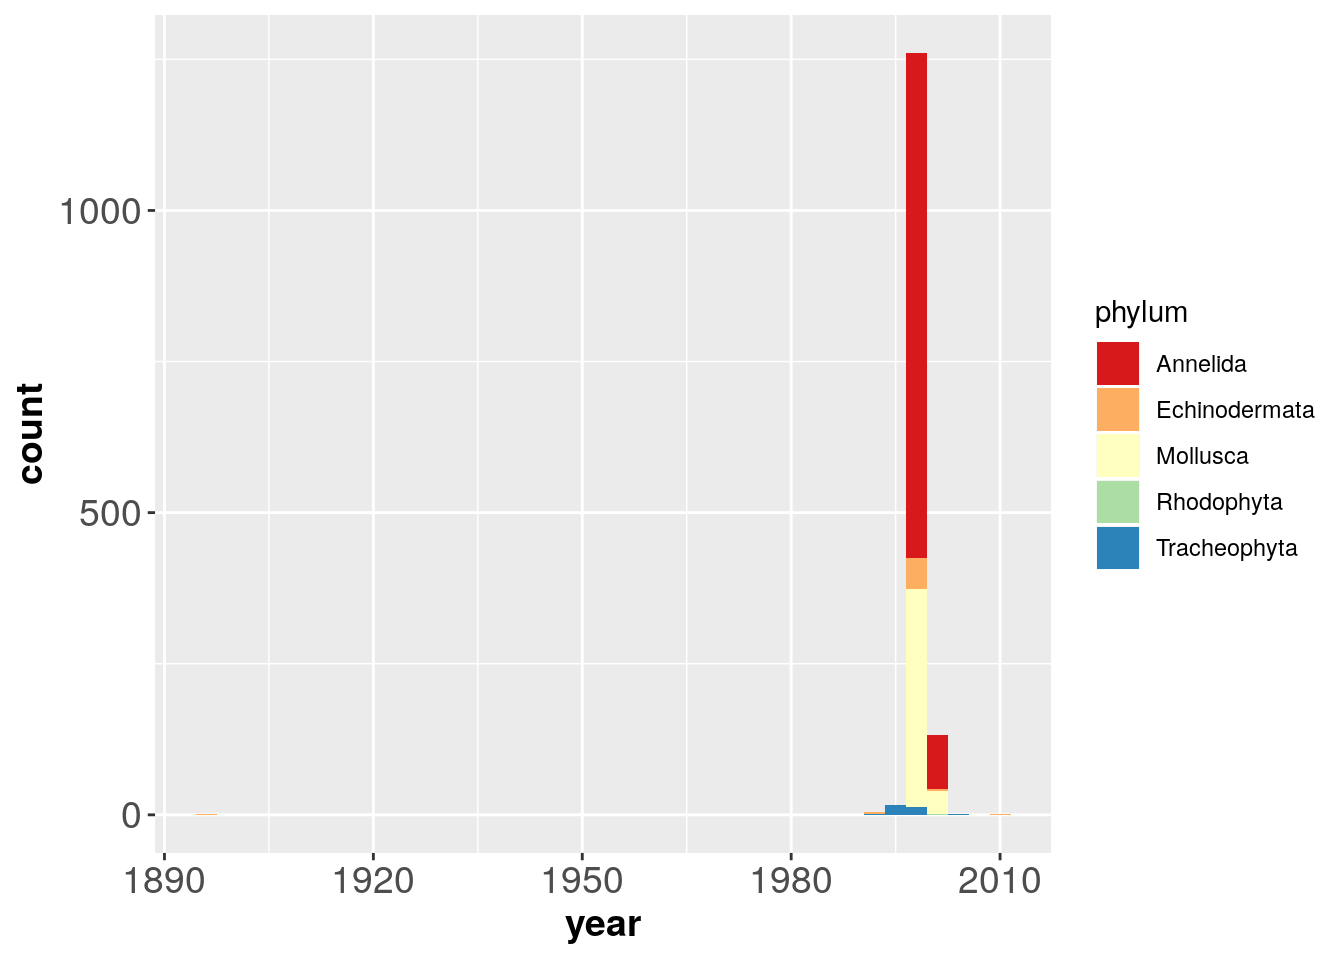 count
1000
500
0
1890 1920 1950 1980 2010
year
phylum
Annelida
Echinodermata
Mollusca
Rhodophyta
Tracheophyta